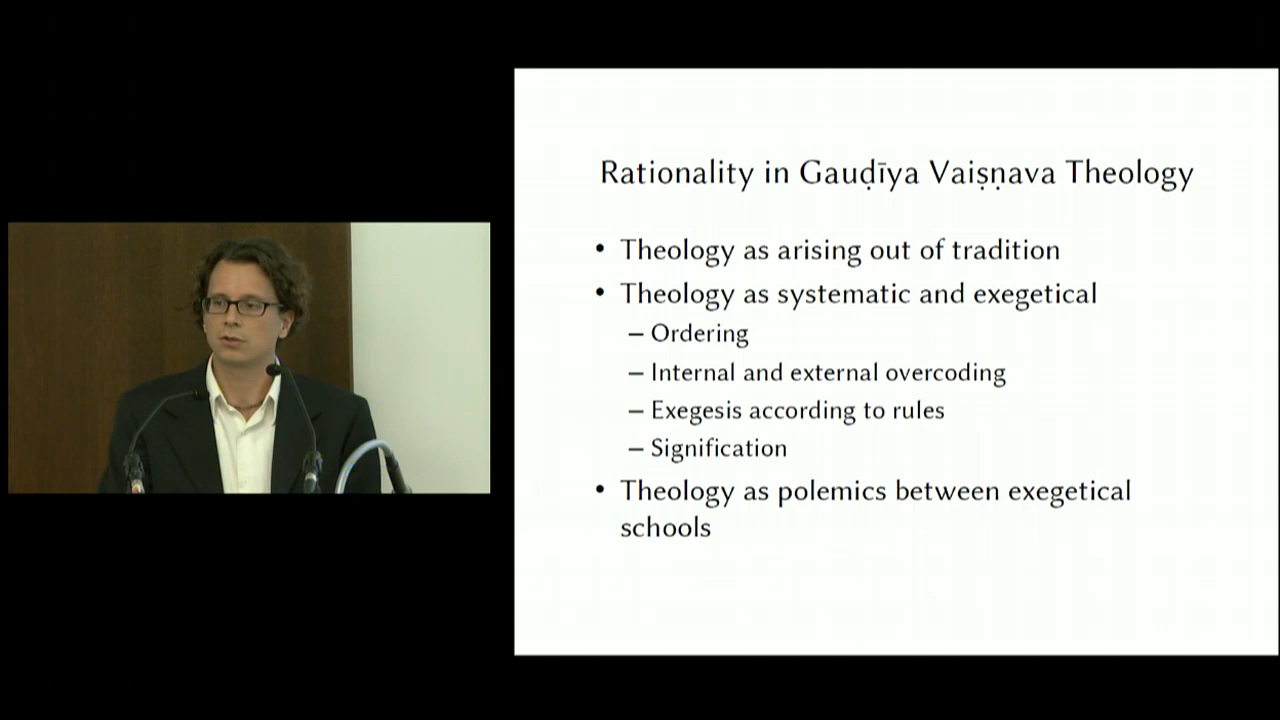 Rationality in Gauḍīya Vaiṣṇava Theology
• Theology as arising out of tradition
• Theology as systematic and exegetical
– Ordering
– Internal and external overcoding
– Exegesis according to rules
– Signification
• Theology as polemics between exegetical
schools